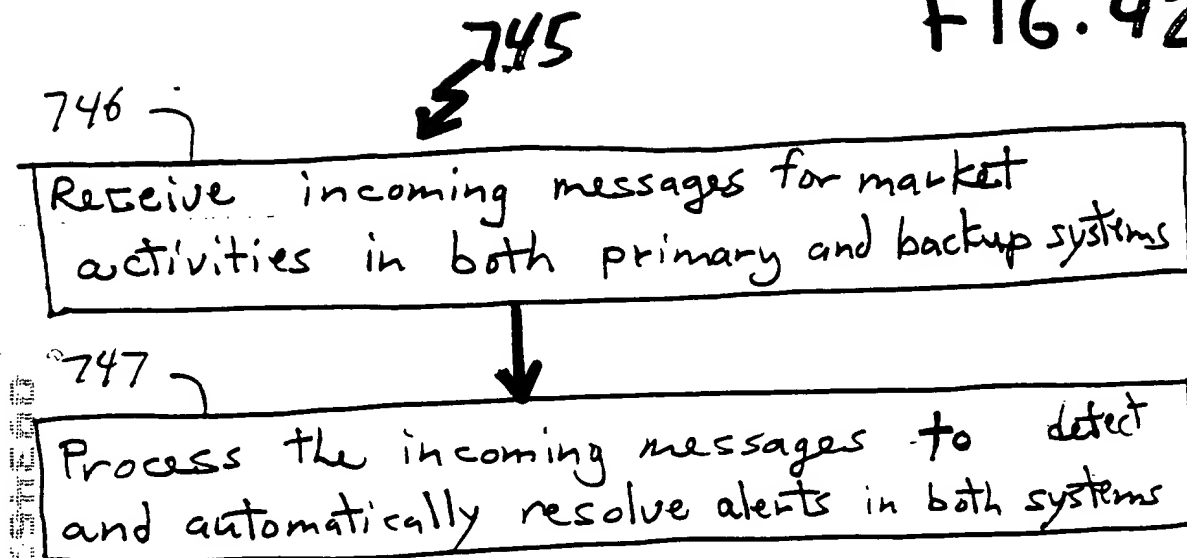 FIG. 42
745
746
Receive incoming messages for market
activities in both primary and backup systems
747
Process the incoming messages to detect
and automatically resolve alerts in both systems